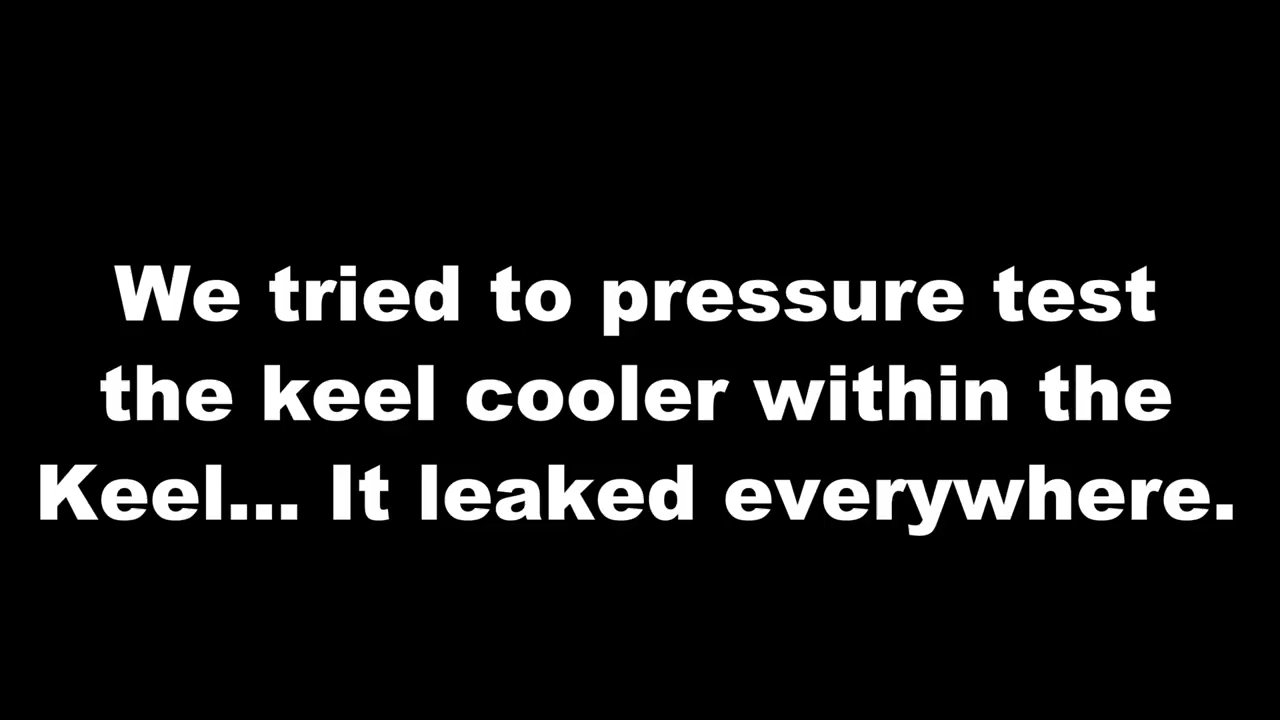 We tried to pressure test
the keel cooler within the
Keel... It leaked everywhere.